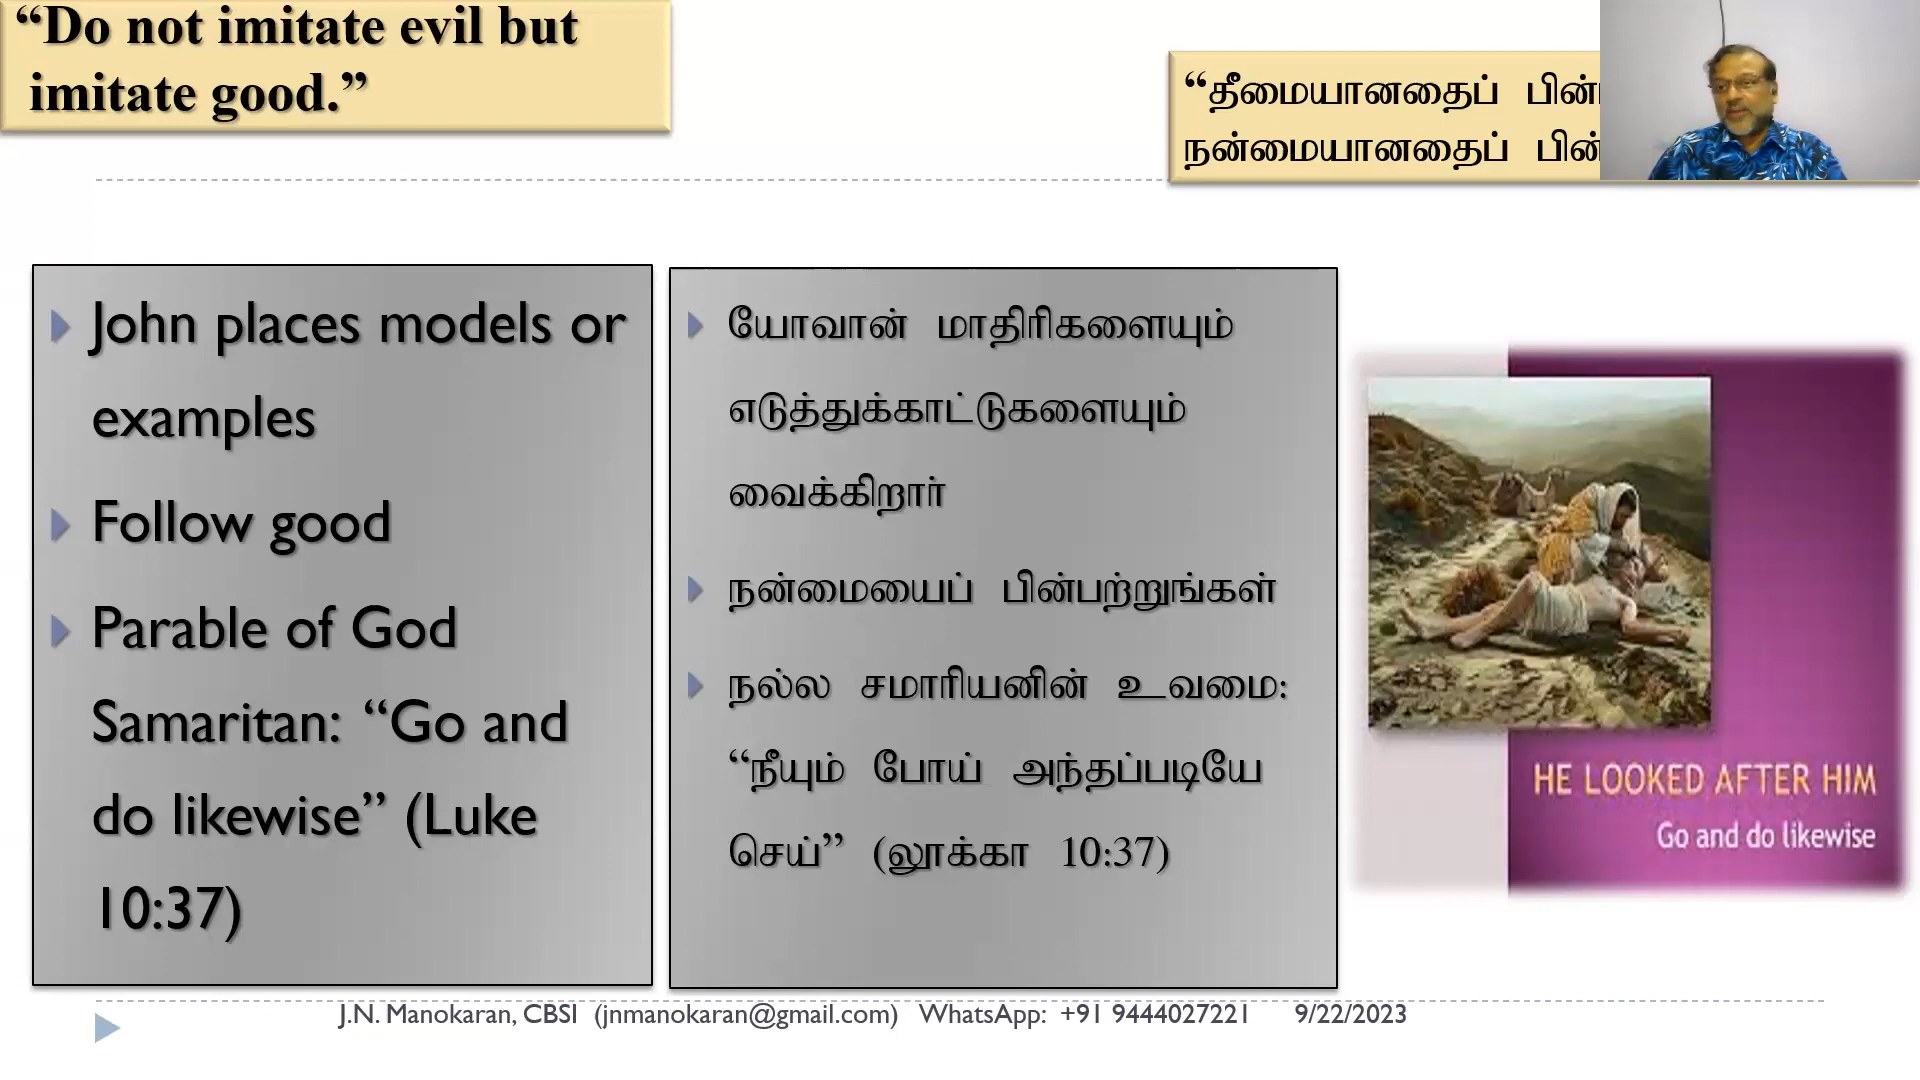 “Do not imitate evil but
imitate good.”
“தீமையானதைப்
நன்மையானதைப்
John places models or
examples
Follow good
Parable of God
Samaritan: “Go and
do likewise” (Luke
10:37)
யோவான் மாதிரிகளையும்
எடுத்துக்காட்டுகளையும்
வைக்கிறார்
நன்மையைப் பின்பற்றுங்கள்
நல்ல சமாரியனின் உவமை:
“நீயும் போய் அந்தப்படியே
செய்” (லூக்கா 10:37)
HE LOOKED AFTER HIM
Go and do likewise
J.N. Manokaran, CBSI (jnmanokaran@gmail.com) WhatsApp: +91 9444027221 9/22/2023